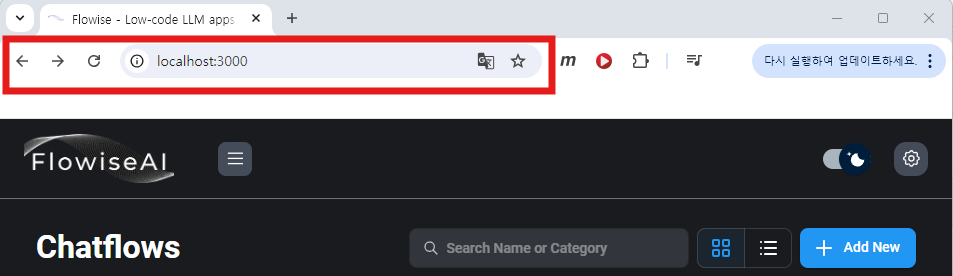 Flowise - Low-code LLM apps
localhost:3000
다시 실행하여 업데이트하세요.
FlowiseAI
Chatflows
Search Name or Category
Add New